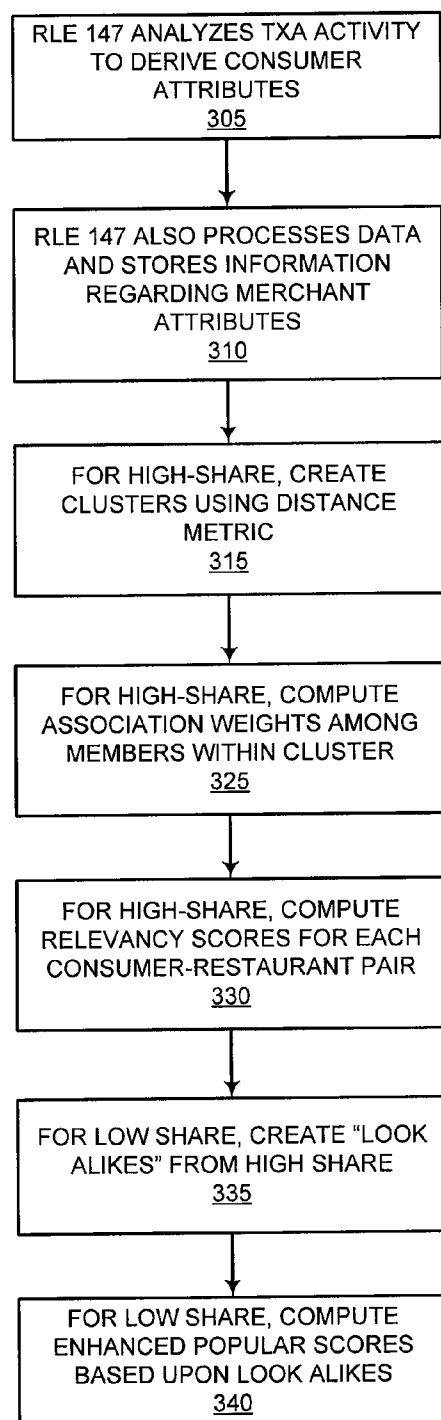 RLE 147 ANALYZES TXA ACTIVITY
TO DERIVE CONSUMER
ATTRIBUTES
305
RLE 147 ALSO PROCESSES DATA
AND STORES INFORMATION
REGARDING MERCHANT
ATTRIBUTES
310
FOR HIGH-SHARE, CREATE
CLUSTERS USING DISTANCE
METRIC
315
FOR HIGH-SHARE, COMPUTE
ASSOCIATION WEIGHTS AMONG
MEMBERS WITHIN CLUSTER
325
FOR HIGH-SHARE, COMPUTE
RELEVANCY SCORES FOR EACH
CONSUMER-RESTAURANT PAIR
330
FOR LOW SHARE, CREATE “LOOK
ALIKES” FROM HIGH SHARE
335
FOR LOW SHARE, COMPUTE
ENHANCED POPULAR SCORES
BASED UPON LOOK ALIKES
340